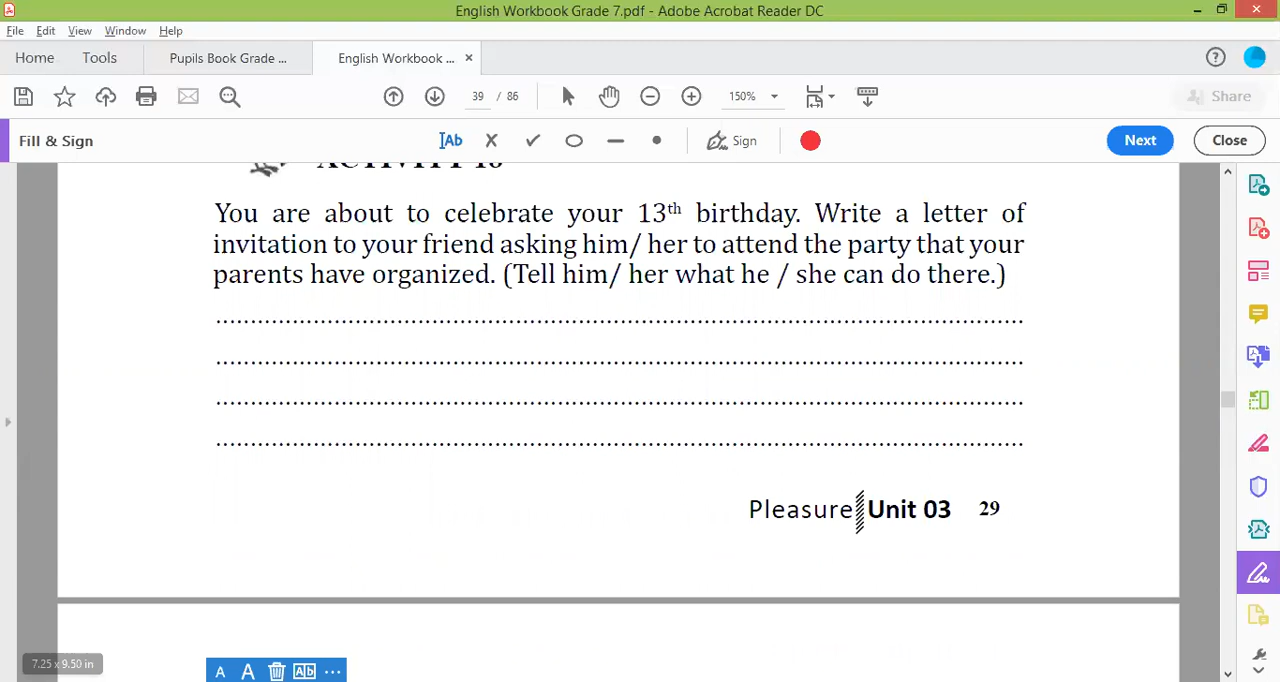 English Workbook Grade 7.pdf - Adobe Acrobat Reader DC
File Edit View Window Help
Home Tools Pupils Book Grade ... English Workbook ... ×
39 / 86 150% Share
Fill & Sign Ab Sign Next Close
You are about to celebrate your 13th birthday. Write a letter of
invitation to your friend asking him/ her to attend the party that your
parents have organized. (Tell him/ her what he / she can do there.)
........................................................................
........................................................................
........................................................................
........................................................................
Pleasure Unit 03 29
7.25 x 9.50 in
A A Ab ...